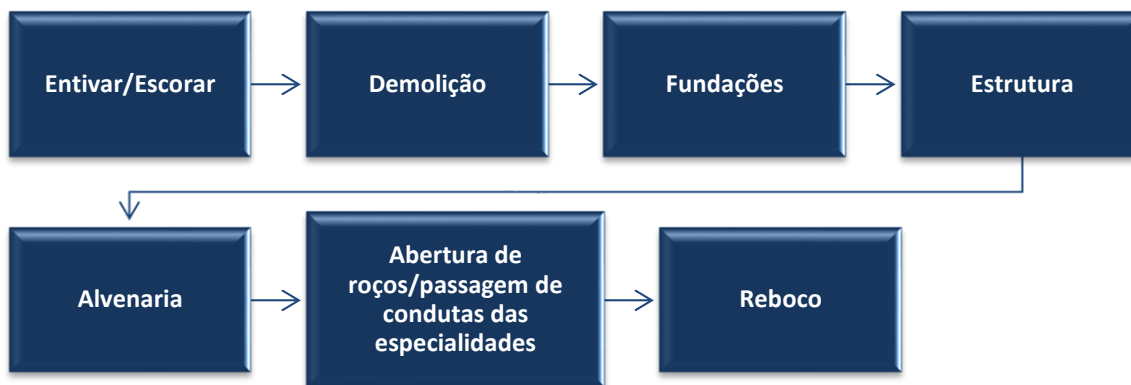 Entivar/Escorar
Demolição
Fundações
Estrutura
Alvenaria
Abertura de
roços/passagem de
condutas das
especialidades
Reboco